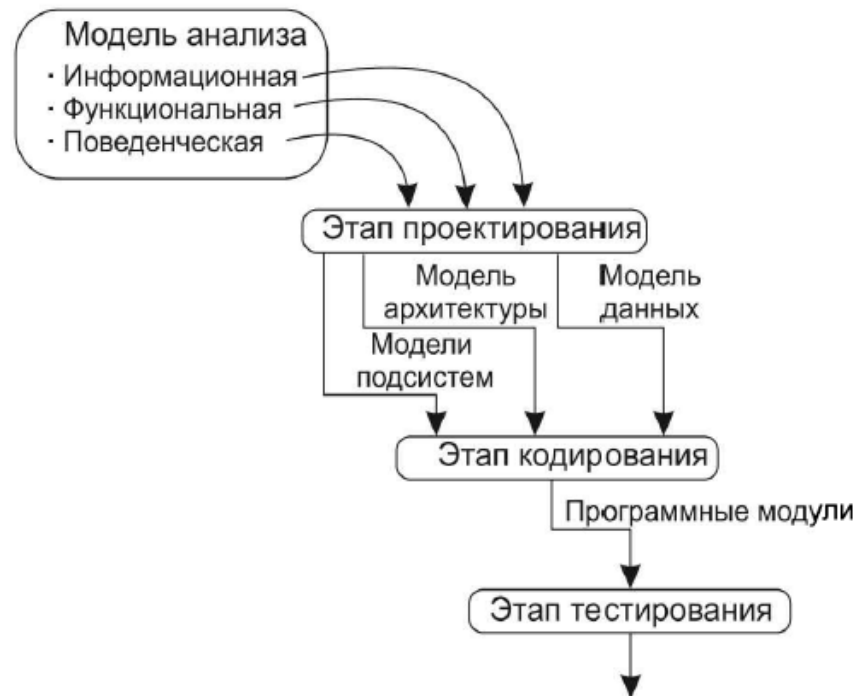 Модель анализа
· Информационная
· Функциональная
· Поведенческая
Этап проектирования
Модель
архитектуры
Модель
данных
Модели
подсистем
Этап кодирования
Программные модули
Этап тестирования